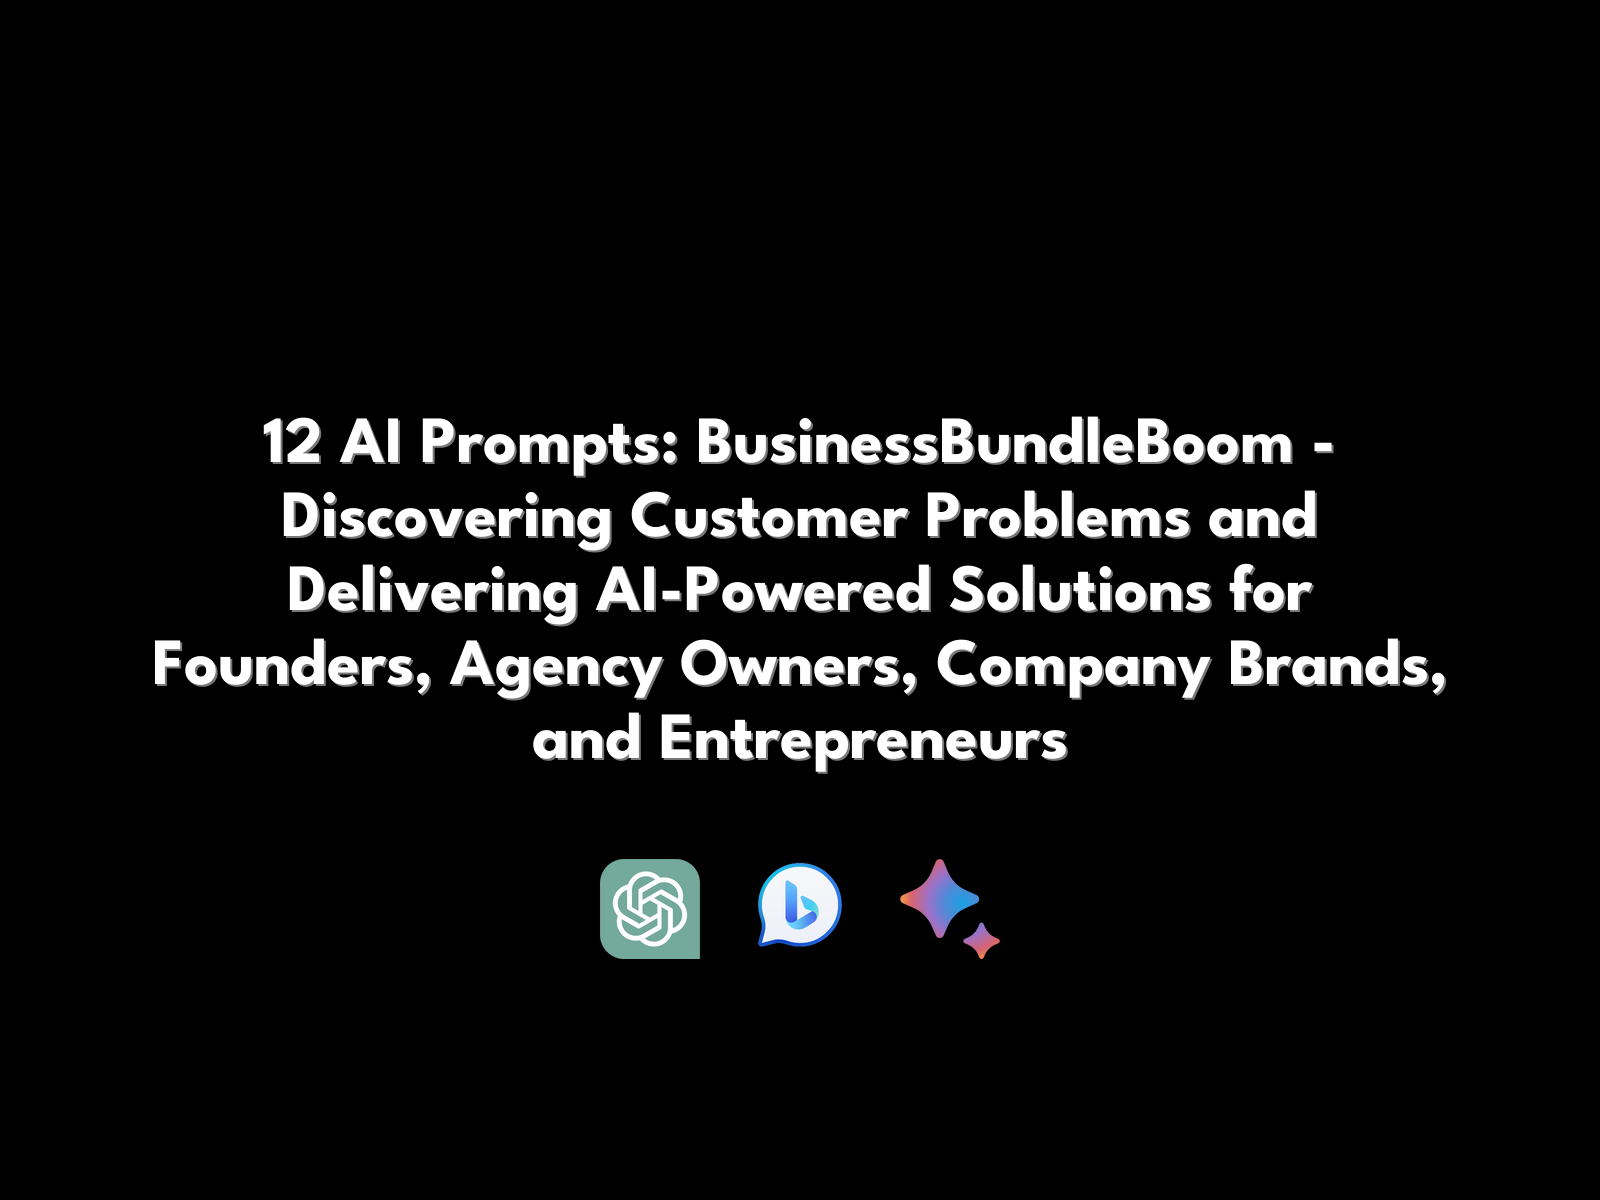 12 AI Prompts: BusinessBundleBoom -
Discovering Customer Problems and
Delivering AI-Powered Solutions for
Founders, Agency Owners, Company Brands,
and Entrepreneurs